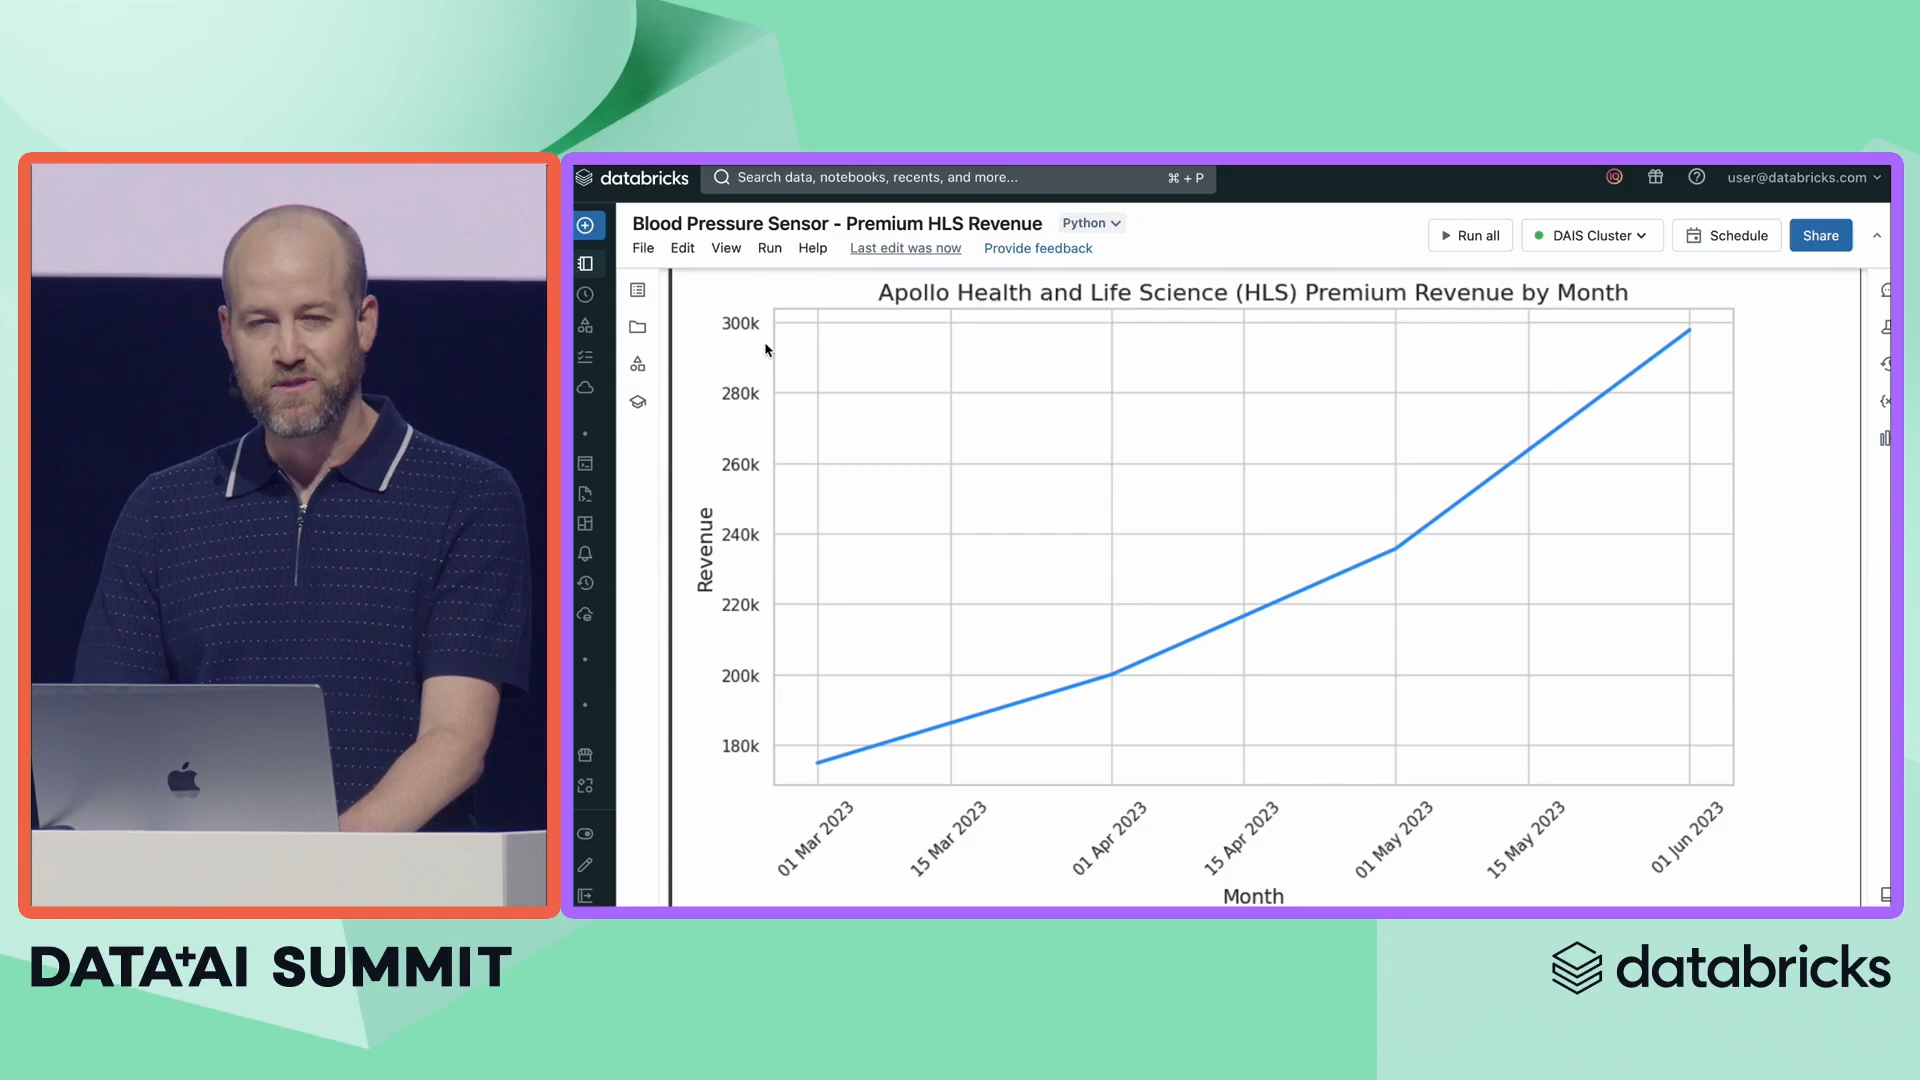 databricks
Search data, notebooks, recents, and more...
⌘ + P
user@databricks.com
Blood Pressure Sensor - Premium HLS Revenue
Python
File Edit View Run Help Last edit was now Provide feedback
Run all
DAIS Cluster
Schedule
Share
Apollo Health and Life Science (HLS) Premium Revenue by Month
300k
280k
260k
240k
220k
200k
180k
Revenue
01 Mar 2023
15 Mar 2023
01 Apr 2023
15 Apr 2023
01 May 2023
15 May 2023
01 Jun 2023
Month
DATA+AI SUMMIT
databricks